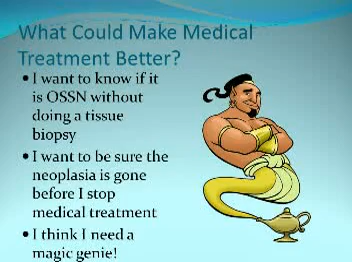 What Could Make Medical
Treatment Better?
• I want to know if it
is OSSN without
doing a tissue
biopsy
• I want to be sure the
neoplasia is gone
before I stop
medical treatment
• I think I need a
magic genie!